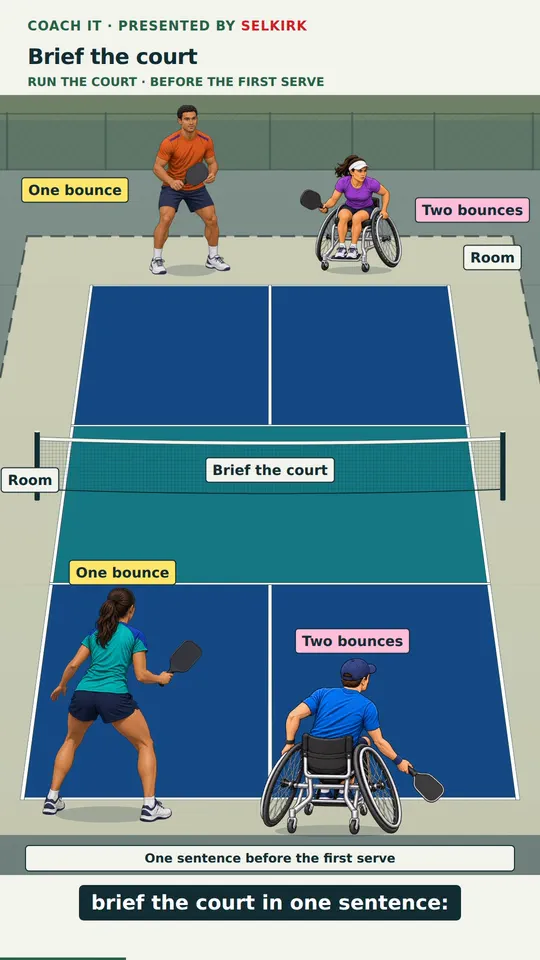 COACH IT · PRESENTED BY SELKIRK
Brief the court
RUN THE COURT · BEFORE THE FIRST SERVE
One bounce
Two bounces
Room
Brief the court
Room
One bounce
Two bounces
One sentence before the first serve
brief the court in one sentence: